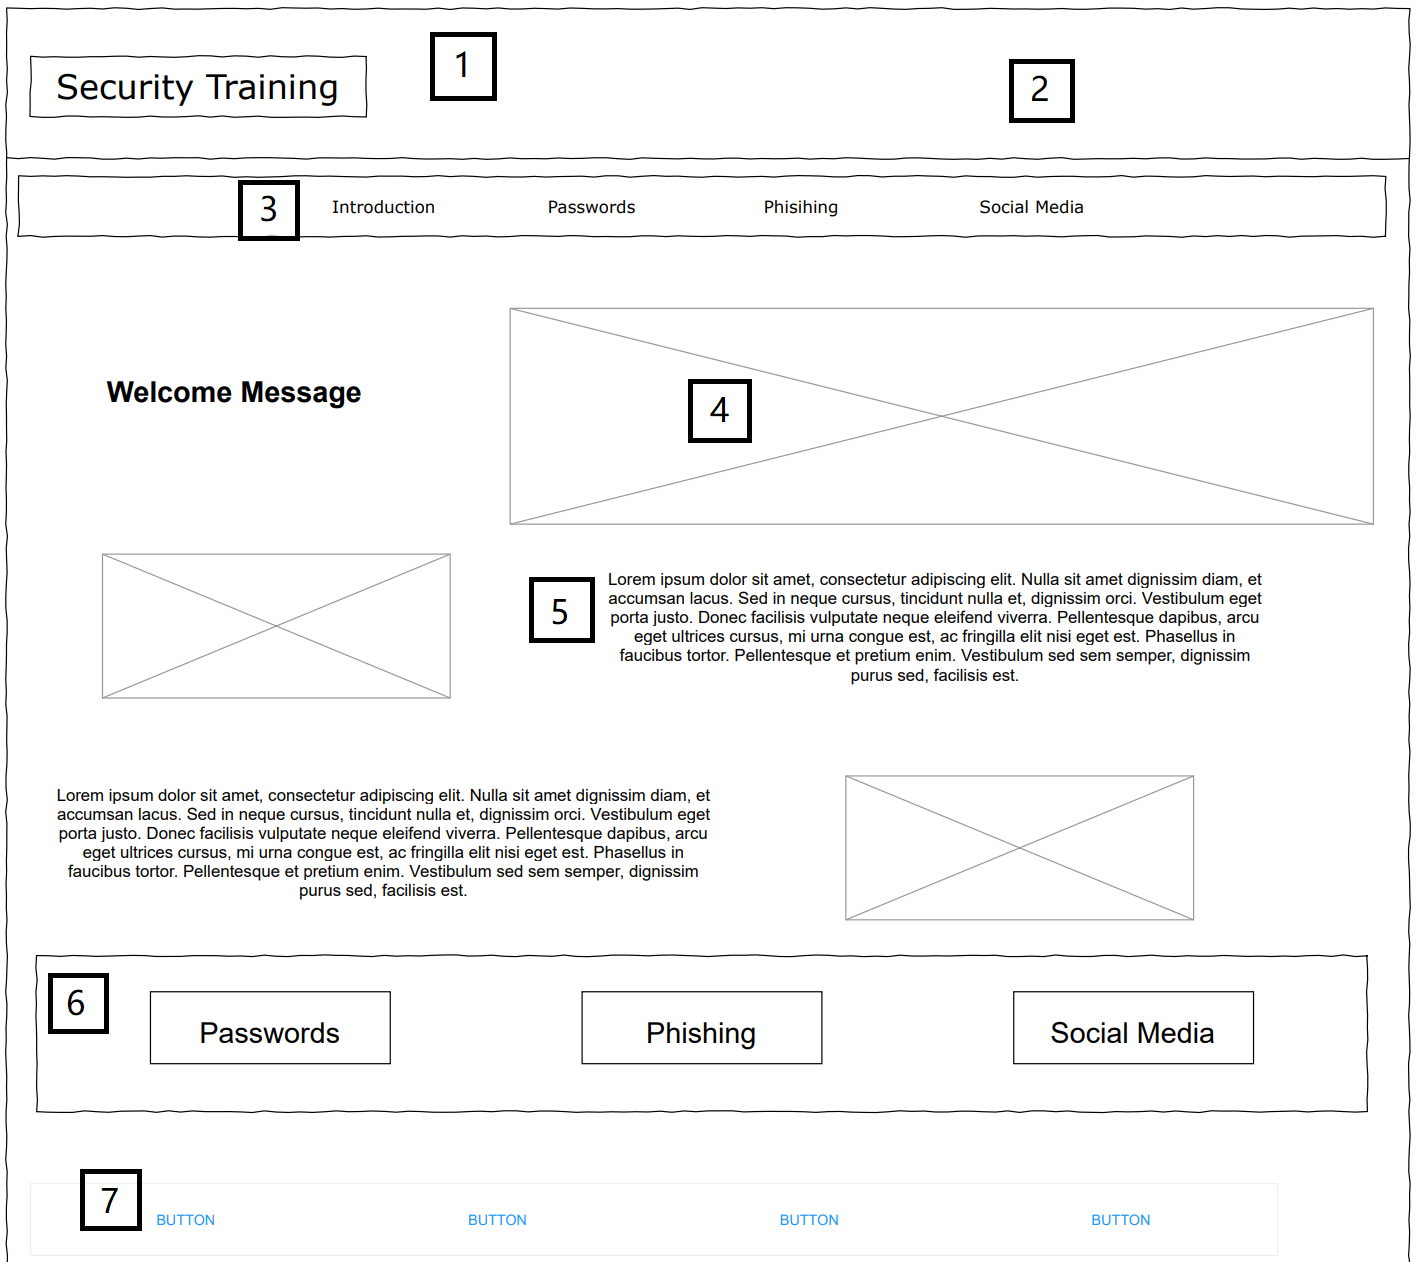 1
2
Security Training
3
Introduction
Passwords
Phisihing
Social Media
Welcome Message
4
5
Lorem ipsum dolor sit amet, consectetur adipiscing elit. Nulla sit amet dignissim diam, et
accumsan lacus. Sed in neque cursus, tincidunt nulla et, dignissim orci. Vestibulum eget
porta justo. Donec facilisis vulputate neque eleifend viverra. Pellentesque dapibus, arcu
eget ultrices cursus, mi urna congue est, ac fringilla elit nisi eget est. Phasellus in
faucibus tortor. Pellentesque et pretium enim. Vestibulum sed sem semper, dignissim
purus sed, facilisis est.
Lorem ipsum dolor sit amet, consectetur adipiscing elit. Nulla sit amet dignissim diam, et
accumsan lacus. Sed in neque cursus, tincidunt nulla et, dignissim orci. Vestibulum eget
porta justo. Donec facilisis vulputate neque eleifend viverra. Pellentesque dapibus, arcu
eget ultrices cursus, mi urna congue est, ac fringilla elit nisi eget est. Phasellus in
faucibus tortor. Pellentesque et pretium enim. Vestibulum sed sem semper, dignissim
purus sed, facilisis est.
6
Passwords
Phishing
Social Media
7
BUTTON
BUTTON
BUTTON
BUTTON